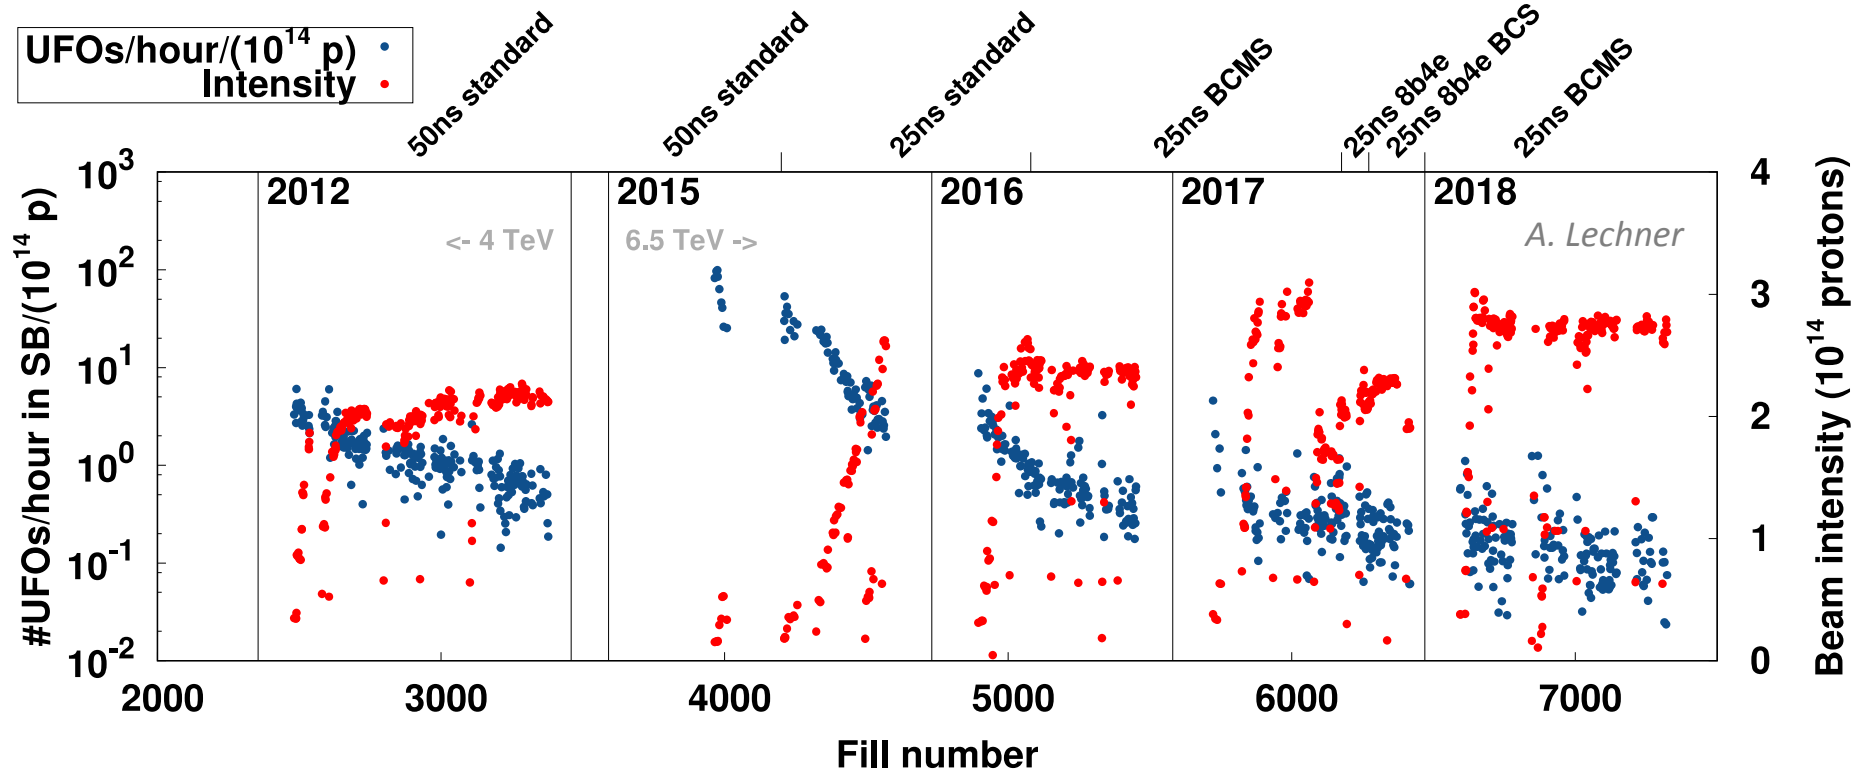 50ns standard
50ns standard
25ns standard
25ns BCMS
25ns 8b4e
25ns 8b4e BCS
25ns BCMS
UFOs/hour/(10^14 p)
Intensity
2012
2015
2016
2017
2018
<- 4 TeV
6.5 TeV ->
A. Lechner
#UFOs/hour in SB/(10^14 p)
10^3
10^2
10^1
10^0
10^-1
10^-2
4
3
2
1
0
Beam intensity (10^14 protons)
2000
3000
4000
5000
6000
7000
Fill number